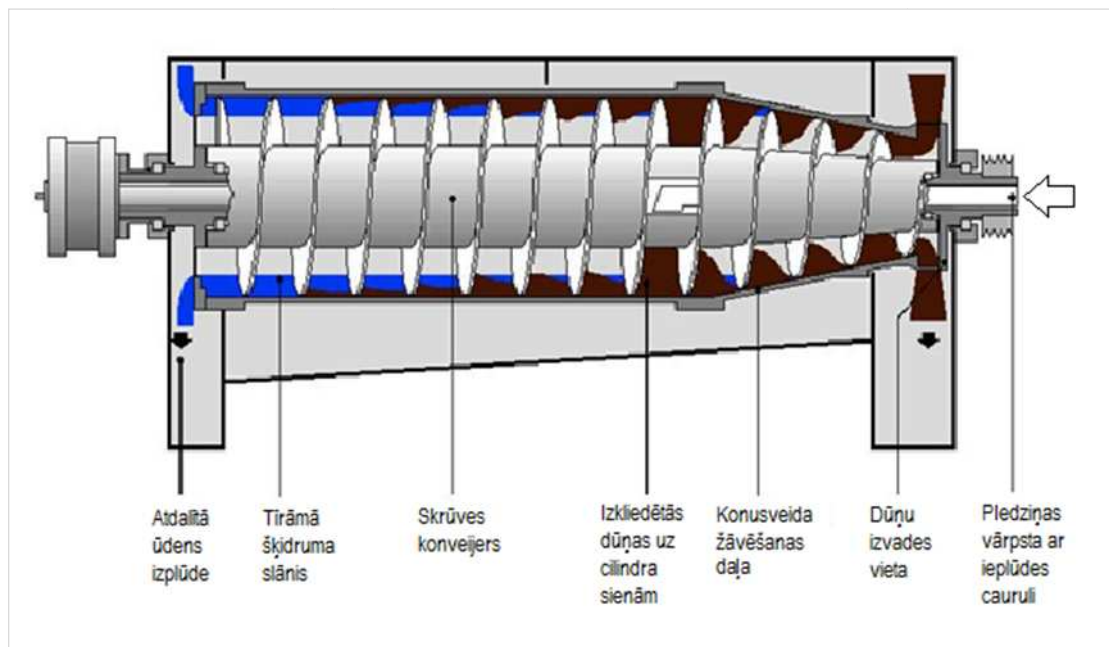 Atdalītā
ūdens
izplūde
Tīrāmā
šķidruma
slānis
Skrūves
konveijers
Izkliedētās
dūņas uz
cilindra
sienām
Konusveida
žāvēšanas
daļa
Dūņu
izvades
vieta
Pledziņas
vārpsta ar
ieplūdes
cauruli